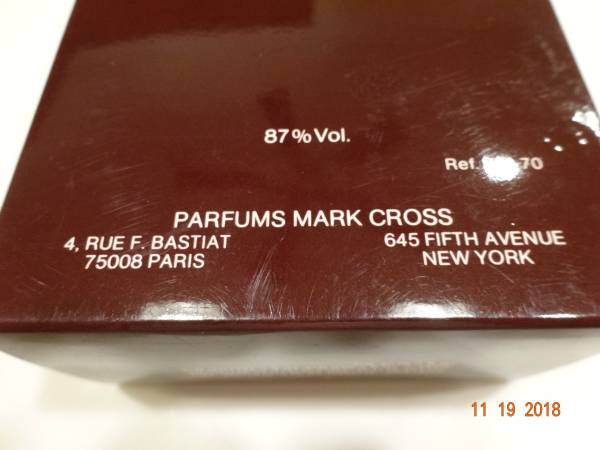 87% Vol.
Ref. 70
PARFUMS MARK CROSS
4, RUE F. BASTIAT
75008 PARIS
645 FIFTH AVENUE
NEW YORK
11 19 2018